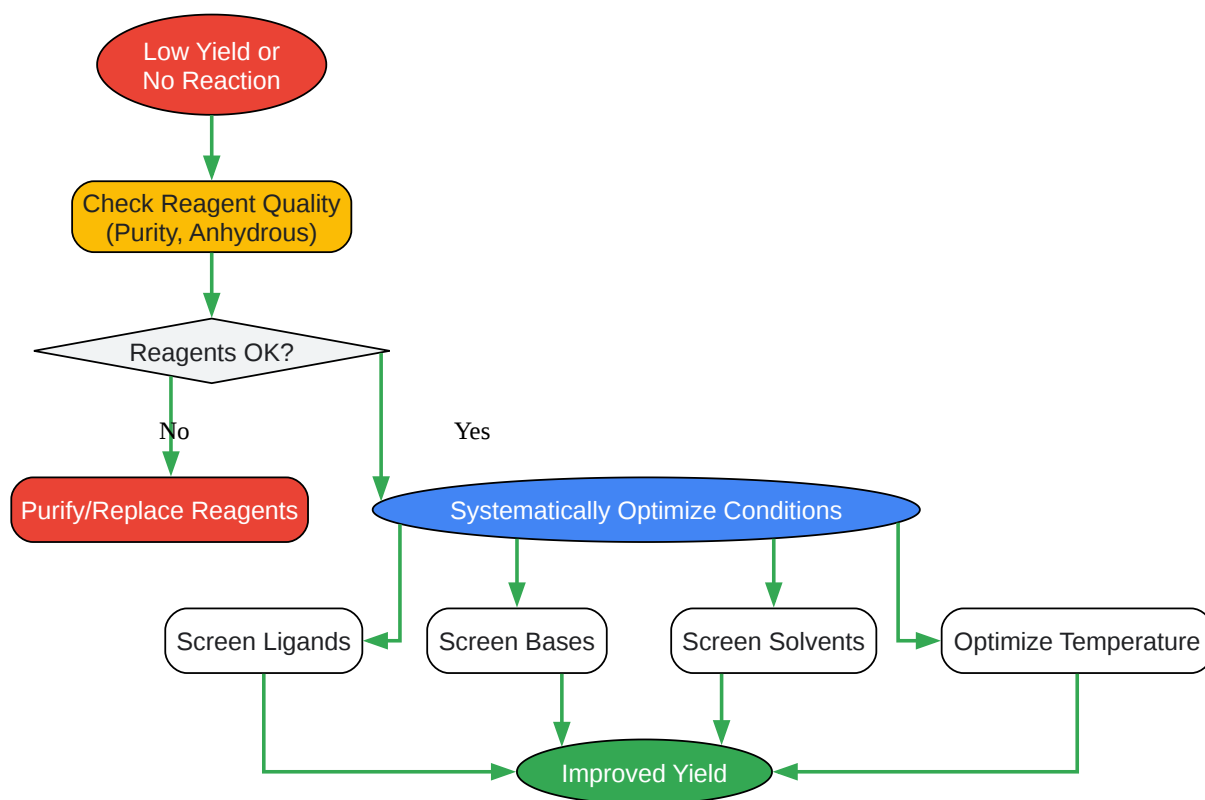 Low Yield or
No Reaction
Check Reagent Quality
(Purity, Anhydrous)
Reagents OK?
No
Yes
Purify/Replace Reagents
Systematically Optimize Conditions
Screen Ligands
Screen Bases
Screen Solvents
Optimize Temperature
Improved Yield